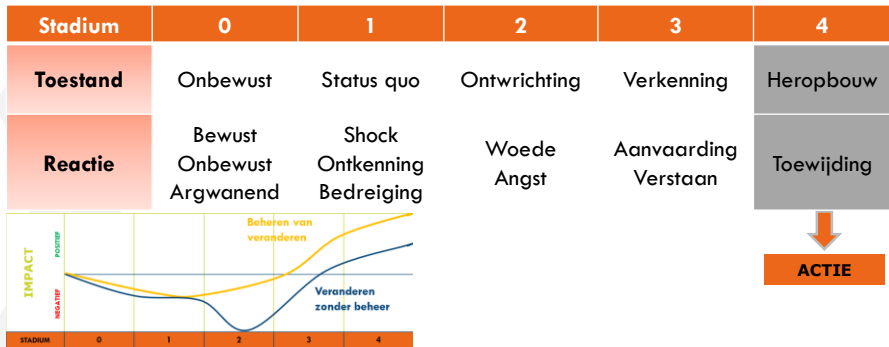 Stadium 0 1 2 3 4
Toestand Onbewust Status quo Ontwrichting Verkenning Heropbouw
Reactie
Bewust
Onbewust
Argwanend
Shock
Ontkenning
Bedreiging
Woede
Angst
Aanvaarding
Verstaan
Toewijding
ACTIE
IMPACT
POSITIEF
NEGATIEF
Beheren van
veranderen
Veranderen
zonder beheer
STADIUM 0 1 2 3 4